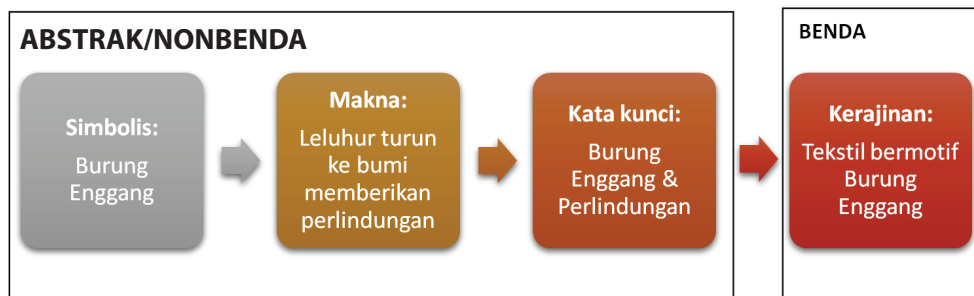 ABSTRAK/NONBENDA
Simbolis:
Burung
Enggang
Makna:
Leluhur turun
ke bumi
memberikan
perlindungan
Kata kunci:
Burung
Enggang &
Perlindungan
BENDA
Kerajinan:
Tekstil bermotif
Burung
Enggang